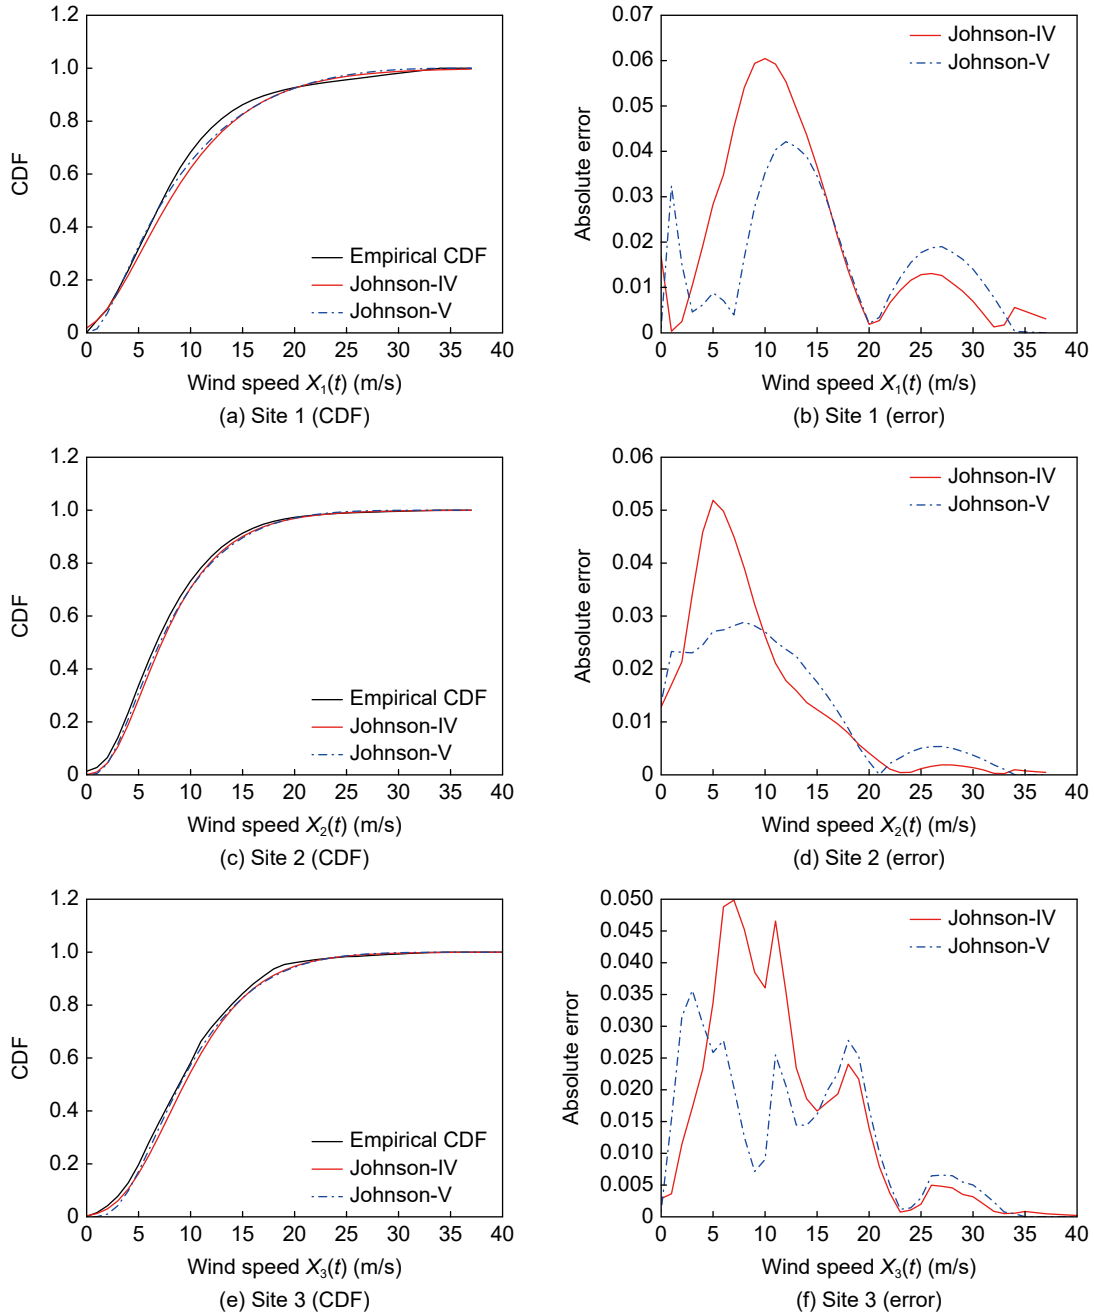 1.2
1.0
0.8
0.6
0.4
0.2
0
CDF
Empirical CDF
Johnson-IV
Johnson-V
0 5 10 15 20 25 30 35 40
Wind speed X₁(t) (m/s)
(a) Site 1 (CDF)
0.07
0.06
0.05
0.04
0.03
0.02
0.01
0
Absolute error
Johnson-IV
Johnson-V
0 5 10 15 20 25 30 35 40
Wind speed X₁(t) (m/s)
(b) Site 1 (error)
1.2
1.0
0.8
0.6
0.4
0.2
0
CDF
Empirical CDF
Johnson-IV
Johnson-V
0 5 10 15 20 25 30 35 40
Wind speed X₂(t) (m/s)
(c) Site 2 (CDF)
0.06
0.05
0.04
0.03
0.02
0.01
0
Absolute error
Johnson-IV
Johnson-V
0 5 10 15 20 25 30 35 40
Wind speed X₂(t) (m/s)
(d) Site 2 (error)
1.2
1.0
0.8
0.6
0.4
0.2
0
CDF
Empirical CDF
Johnson-IV
Johnson-V
0 5 10 15 20 25 30 35 40
Wind speed X₃(t) (m/s)
(e) Site 3 (CDF)
0.050
0.045
0.040
0.035
0.030
0.025
0.020
0.015
0.010
0.005
0
Absolute error
Johnson-IV
Johnson-V
0 5 10 15 20 25 30 35 40
Wind speed X₃(t) (m/s)
(f) Site 3 (error)